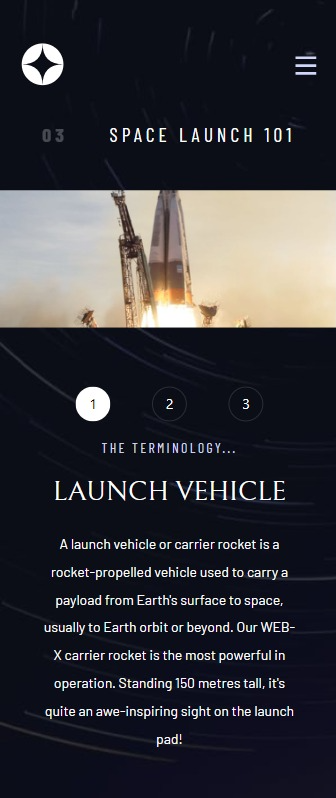 03 SPACE LAUNCH 101
1 2 3
THE TERMINOLOGY...
LAUNCH VEHICLE
A launch vehicle or carrier rocket is a
rocket-propelled vehicle used to carry a
payload from Earth's surface to space,
usually to Earth orbit or beyond. Our WEB-
X carrier rocket is the most powerful in
operation. Standing 150 metres tall, it's
quite an awe-inspiring sight on the launch
pad!